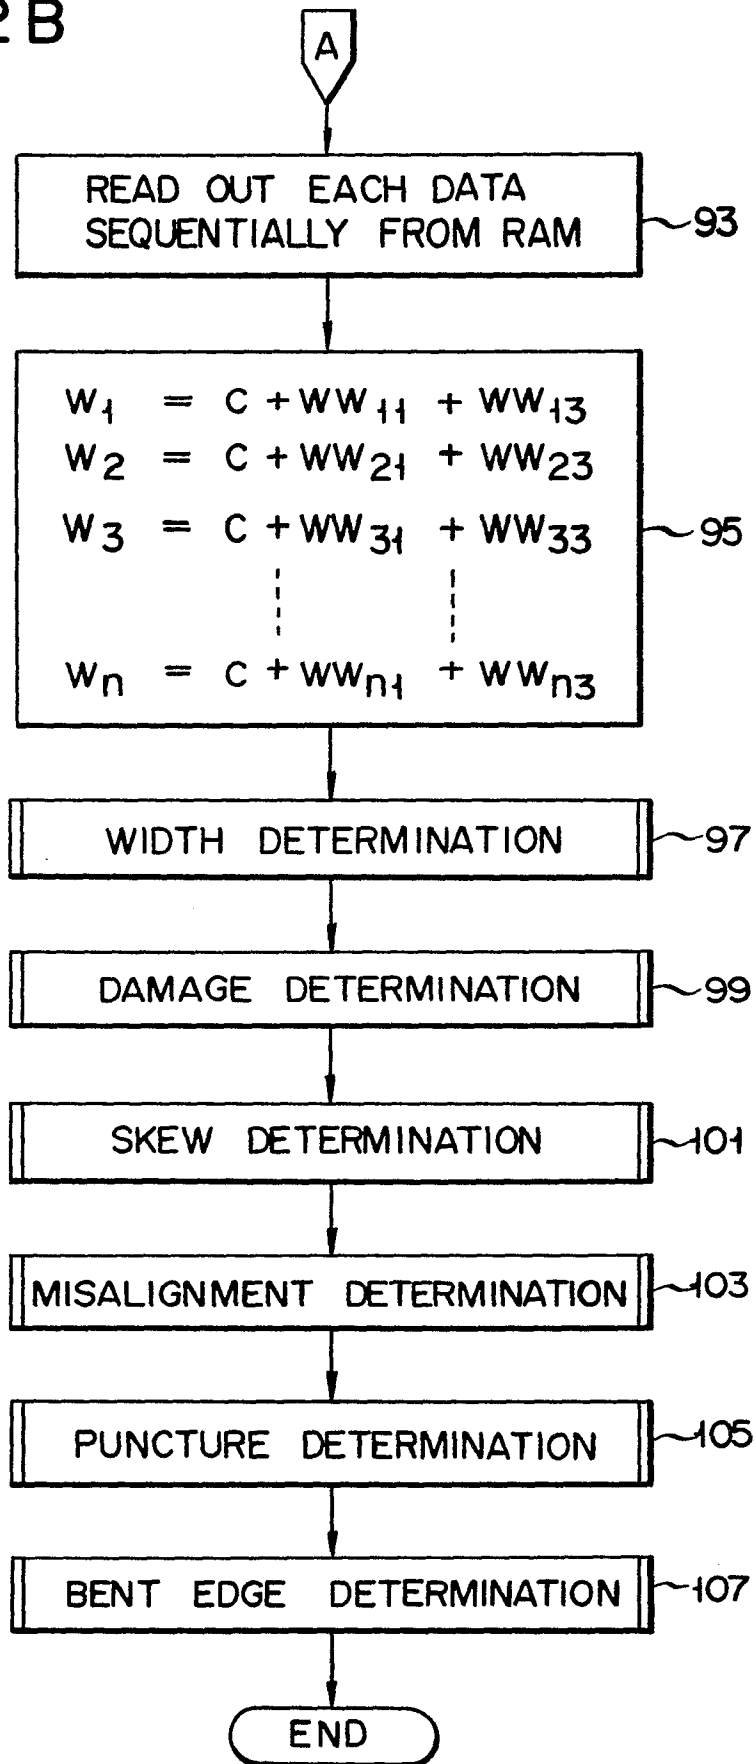 2B
A
READ OUT EACH DATA
SEQUENTIALLY FROM RAM
93
W1 = C + WW11 + WW13
W2 = C + WW21 + WW23
W3 = C + WW31 + WW33
95
Wn = C + WWn1 + WWn3
WIDTH DETERMINATION
97
DAMAGE DETERMINATION
99
SKEW DETERMINATION
101
MISALIGNMENT DETERMINATION
103
PUNCTURE DETERMINATION
105
BENT EDGE DETERMINATION
107
END